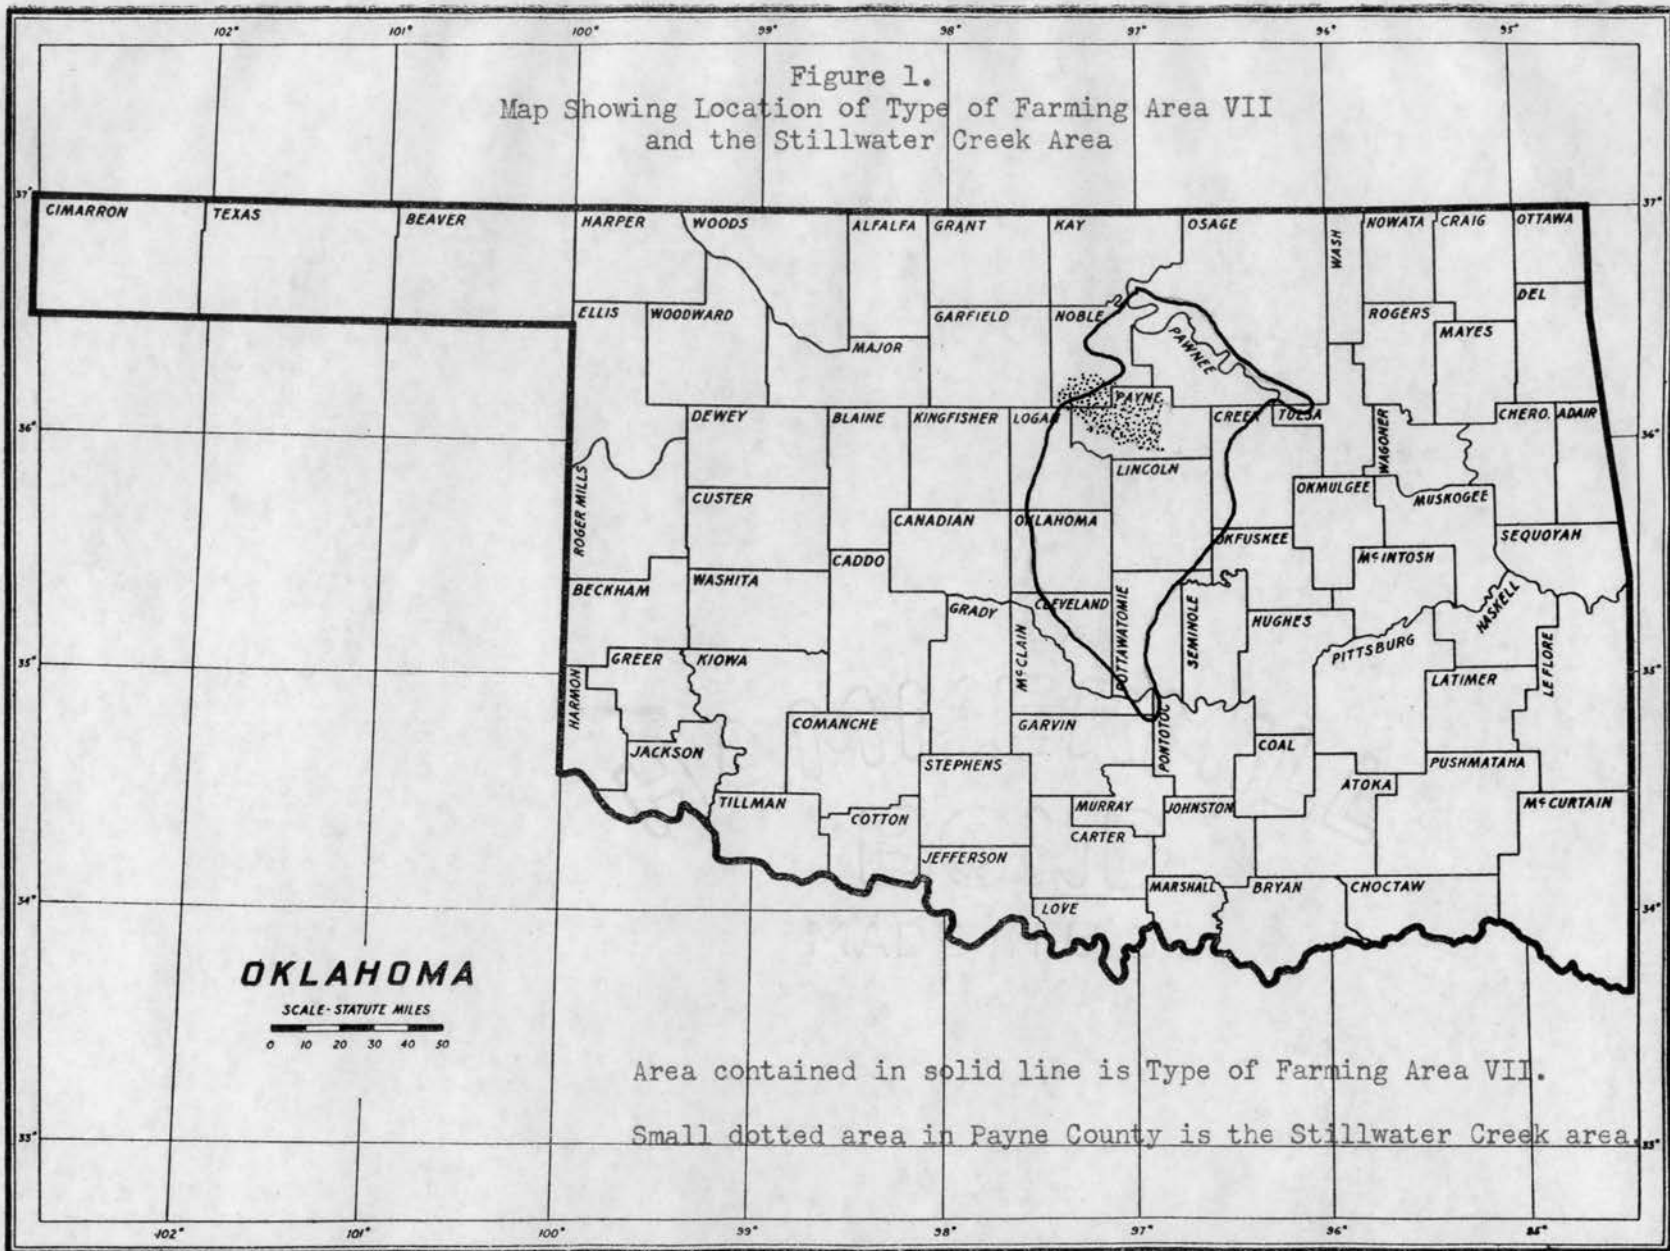 102° 101° 100° 99° 98° 97° 96° 95°
Figure 1.
Map Showing Location of Type of Farming Area VII
and the Stillwater Creek Area
37° 37°
CIMARRON TEXAS BEAVER HARPER WOODS ALFALFA GRANT KAY OSAGE WASH NOWATA CRAIG OTTAWA
DEL
ELLIS WOODWARD GARFIELD NOBLE ROGERS
MAJOR PAWNEE MAYES
PAYNE
DEWEY BLAINE KINGFISHER LOGAN CREEK TULSA WAGONER CHERO. ADAIR
36° 36°
LINCOLN
ROGER MILLS CUSTER OKMULGEE MUSKOGEE
CANADIAN OKLAHOMA
CADDO OKFUSKEE McINTOSH SEQUOYAH
BECKHAM WASHITA
GRADY CLEVELAND POTTAWATOMIE SEMINOLE HUGHES HASKELL
McCLAIN PITTSBURG
35° GREER KIOWA LATIMER LE FLORE 35°
HARMON
COMANCHE GARVIN PONTOTOC
JACKSON COAL
STEPHENS PUSHMATAHA
TILLMAN MURRAY JOHNSTON ATOKA McCURTAIN
COTTON
CARTER
JEFFERSON
MARSHALL BRYAN CHOCTAW
34° LOVE 34°
OKLAHOMA
SCALE-STATUTE MILES
0 10 20 30 40 50
Area contained in solid line is Type of Farming Area VII.
Small dotted area in Payne County is the Stillwater Creek area.
33° 33°
102° 101° 100° 99° 98° 97° 96° 95°